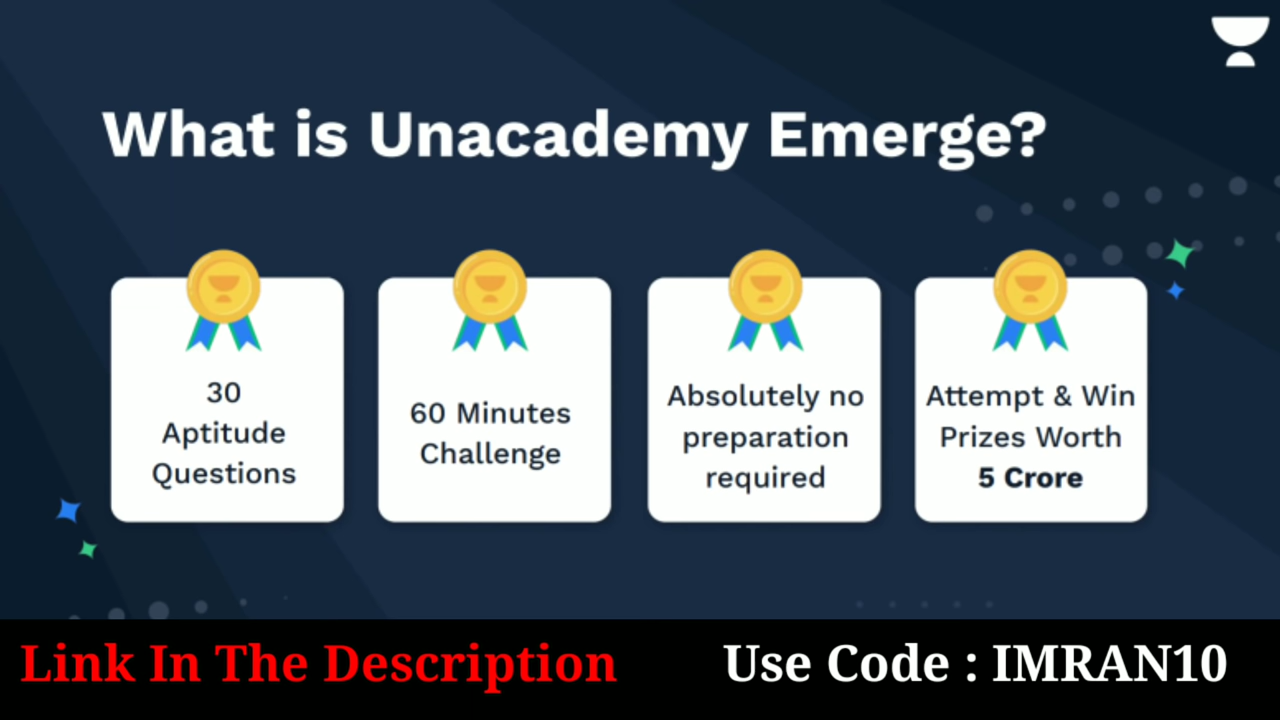 What is Unacademy Emerge?
30
Aptitude
Questions
60 Minutes
Challenge
Absolutely no
preparation
required
Attempt & Win
Prizes Worth
5 Crore
Link In The Description
Use Code : IMRAN10